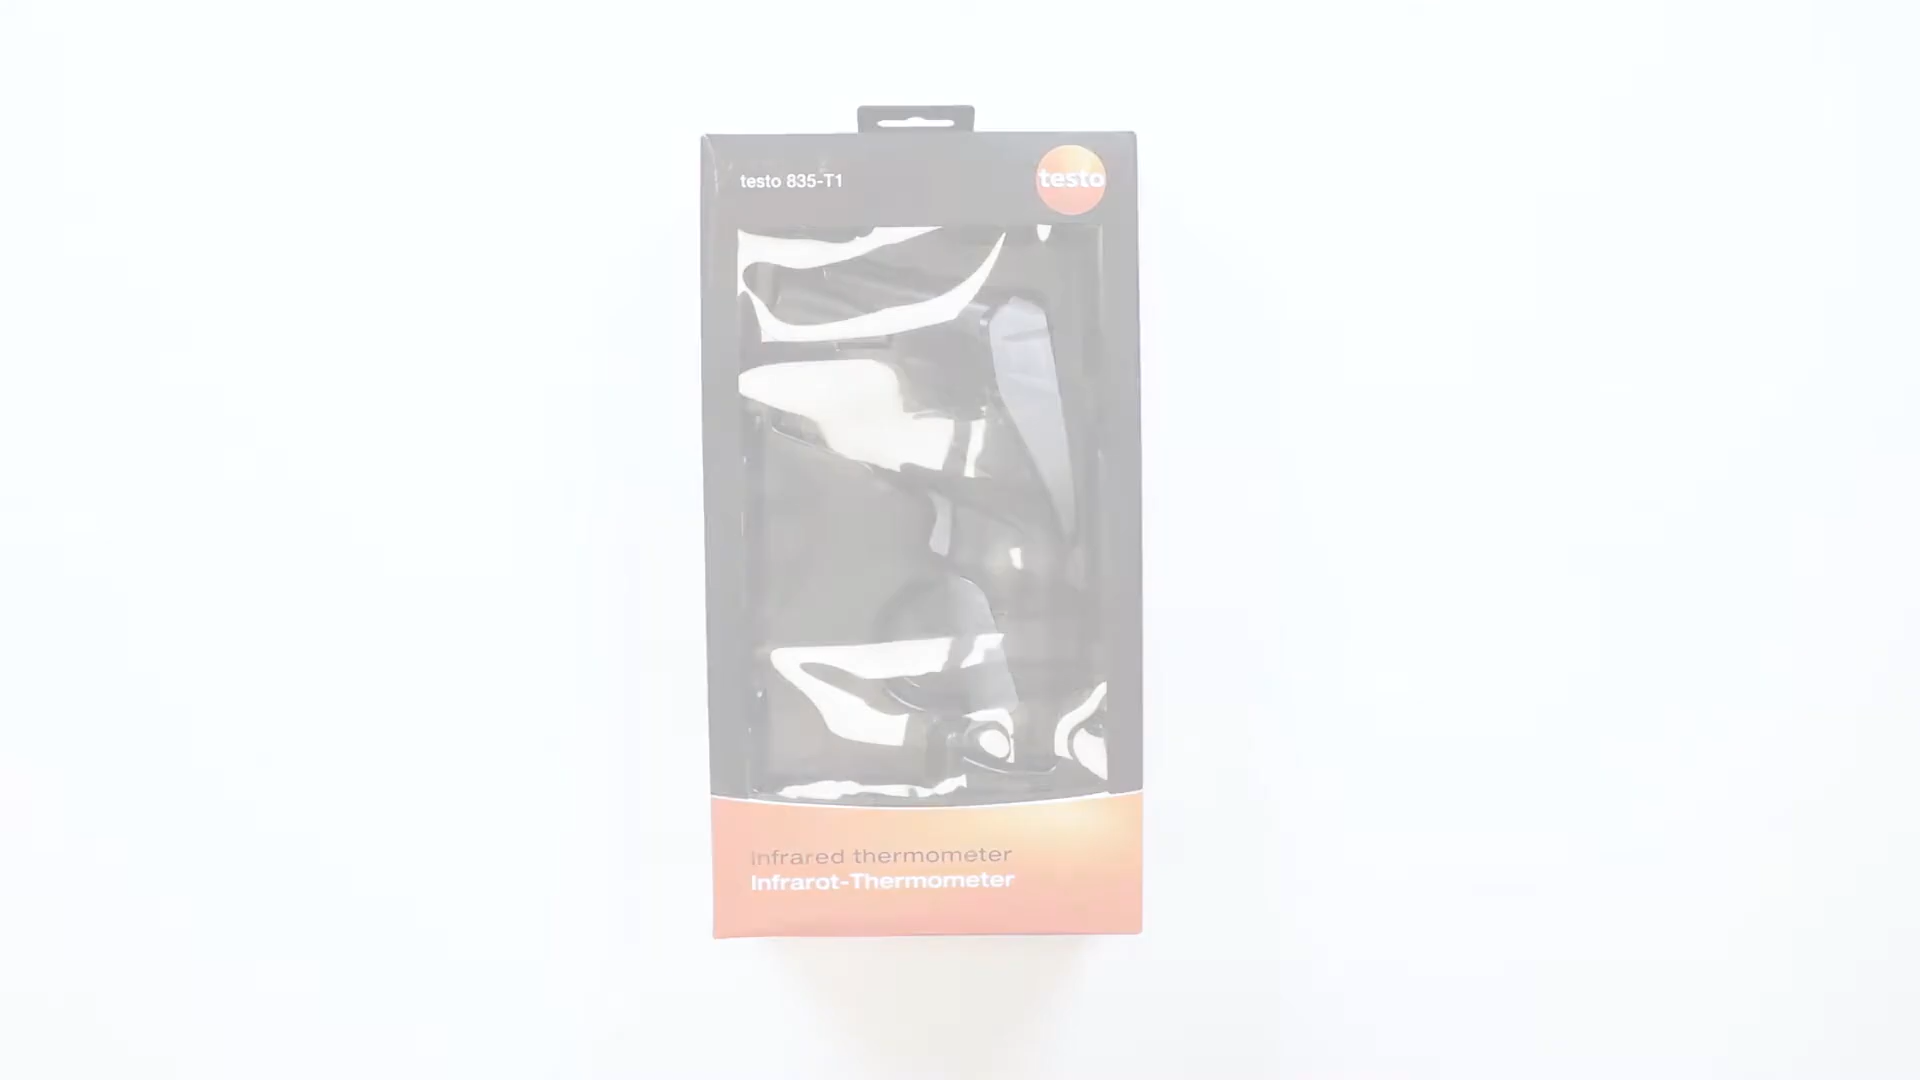 testo 835-T1
testo
Infrared thermometer
Infrarot-Thermometer